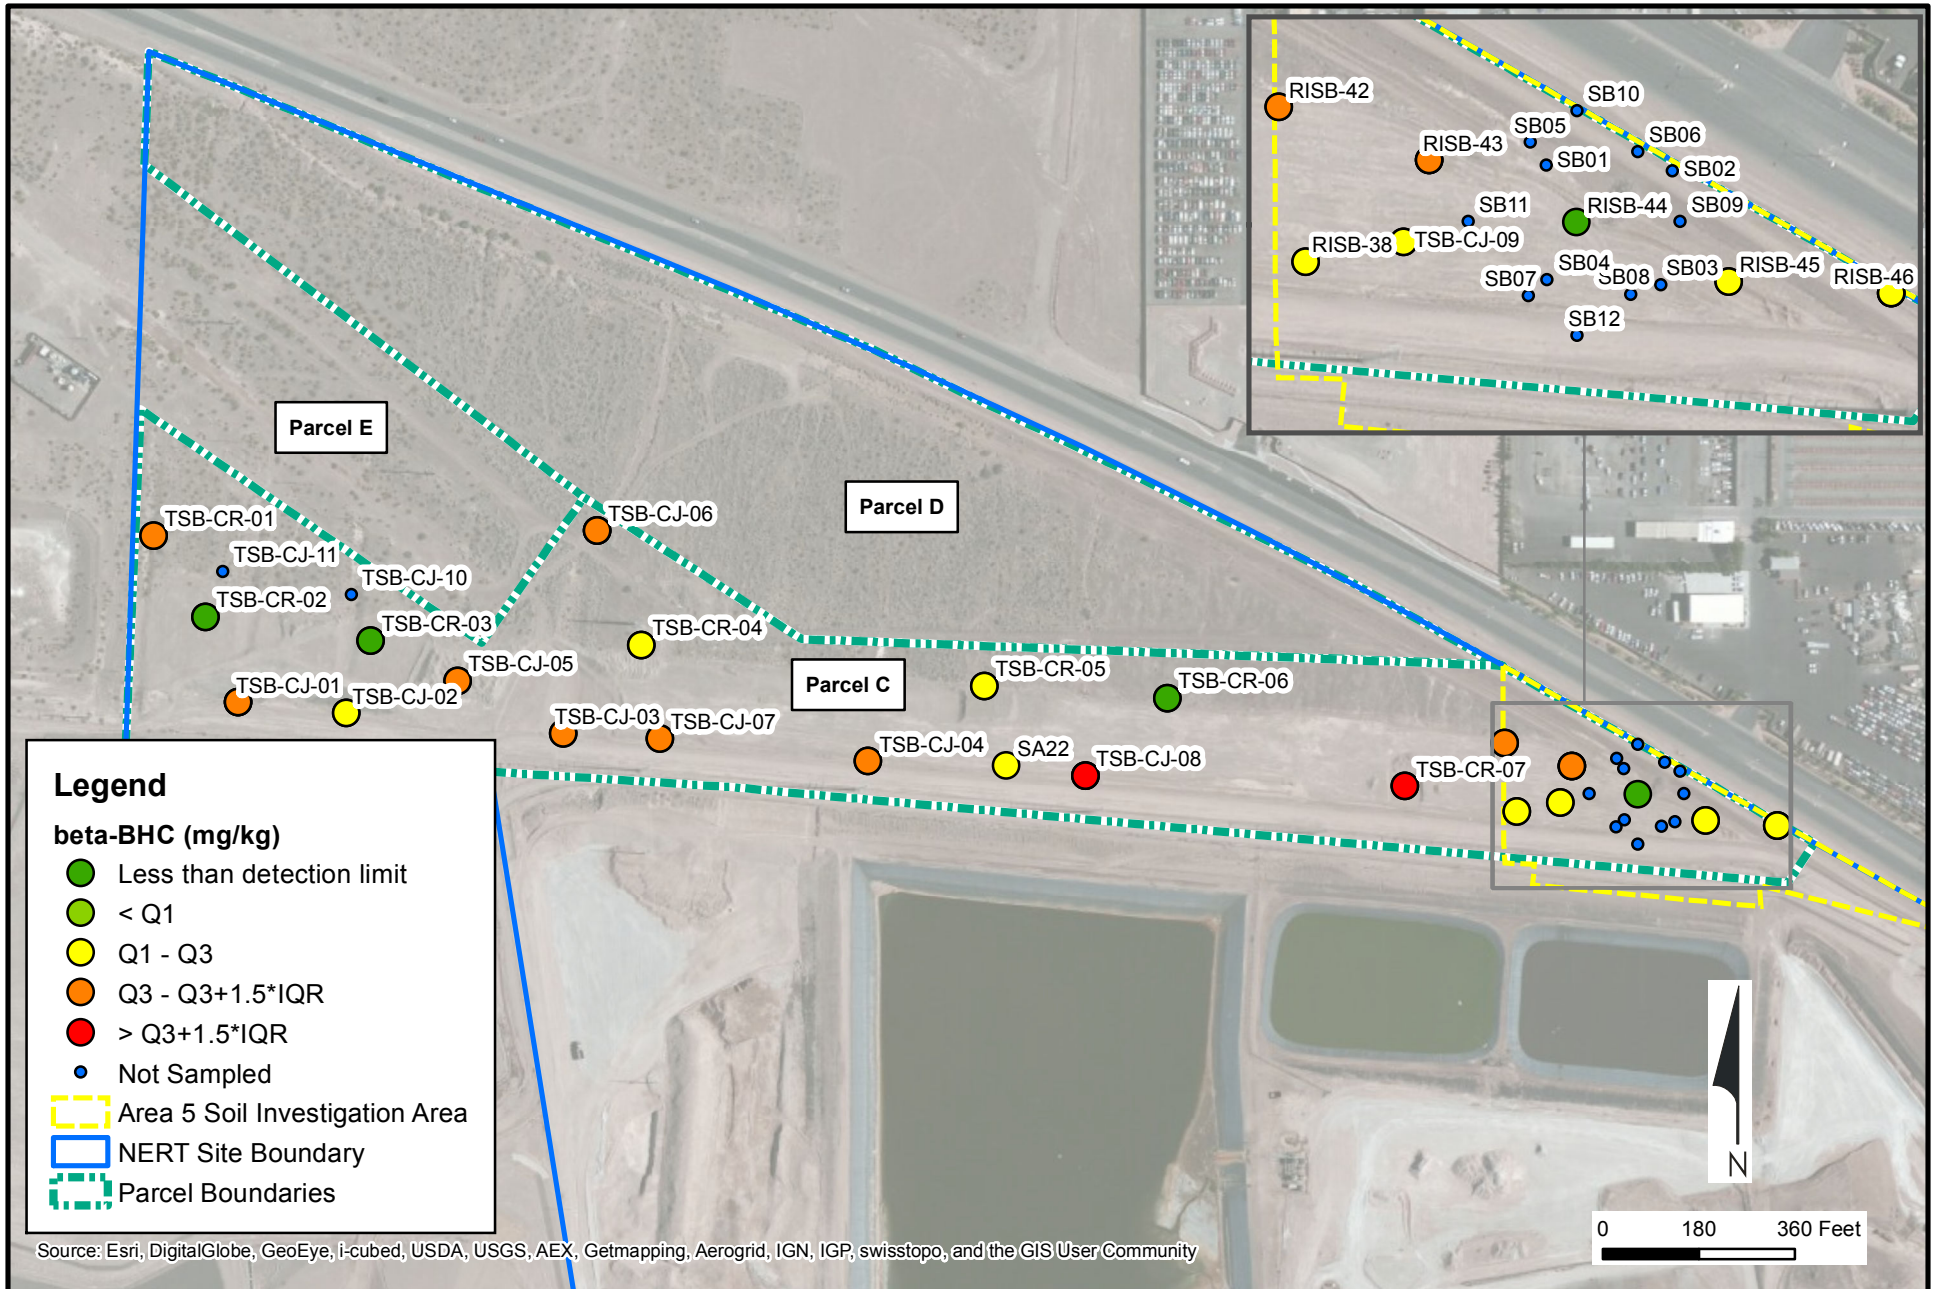 RISB-42
SB10
SB05
SB06
RISB-43
SB01
SB02
SB11
RISB-44
SB09
RISB-38
TSB-CJ-09
SB04
SB03
RISB-45
SB07
SB08
RISB-46
SB12
Parcel E
Parcel D
TSB-CR-01
TSB-CJ-06
TSB-CJ-11
TSB-CJ-10
TSB-CR-02
TSB-CR-03
TSB-CR-04
TSB-CJ-05
TSB-CR-05
TSB-CR-06
Parcel C
TSB-CJ-01
TSB-CJ-02
TSB-CJ-03
TSB-CJ-07
TSB-CJ-04
SA22
TSB-CJ-08
TSB-CR-07
Legend
beta-BHC (mg/kg)
Less than detection limit
< Q1
Q1 - Q3
Q3 - Q3+1.5*IQR
> Q3+1.5*IQR
Not Sampled
Area 5 Soil Investigation Area
NERT Site Boundary
Parcel Boundaries
N
0 180 360 Feet
Source: Esri, DigitalGlobe, GeoEye, i-cubed, USDA, USGS, AEX, Getmapping, Aerogrid, IGN, IGP, swisstopo, and the GIS User Community